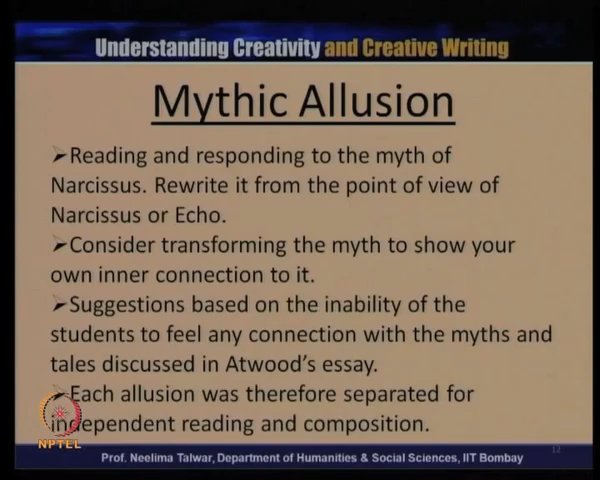 Understanding Creativity and Creative Writing
Mythic Allusion
➢Reading and responding to the myth of
Narcissus. Rewrite it from the point of view of
Narcissus or Echo.
➢Consider transforming the myth to show your
own inner connection to it.
➢Suggestions based on the inability of the
students to feel any connection with the myths and
tales discussed in Atwood's essay.
➢Each allusion was therefore separated for
independent reading and composition.
NPTEL
Prof. Neelima Talwar, Department of Humanities & Social Sciences, IIT Bombay
12